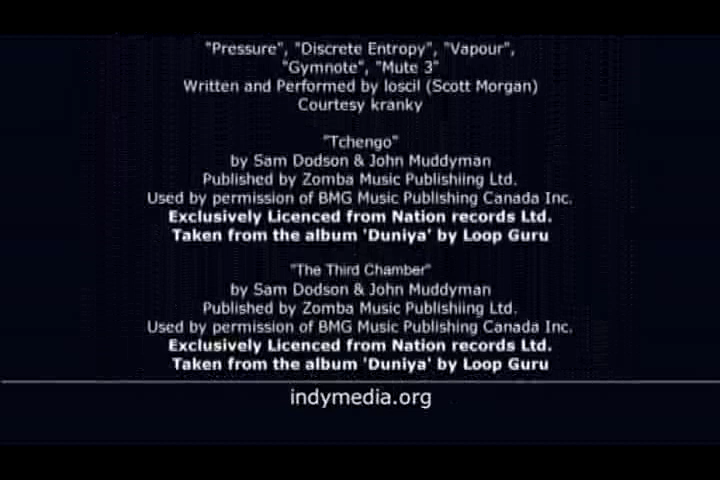 "Pressure", "Discrete Entropy", "Vapour",
"Gymnote", "Mute 3"
Written and Performed by loscil (Scott Morgan)
Courtesy kranky
"Tchengo"
by Sam Dodson & John Muddyman
Published by Zomba Music Publishiing Ltd.
Used by permission of BMG Music Publishing Canada Inc.
Exclusively Licenced from Nation records Ltd.
Taken from the album 'Duniya' by Loop Guru
"The Third Chamber"
by Sam Dodson & John Muddyman
Published by Zomba Music Publishiing Ltd.
Used by permission of BMG Music Publishing Canada Inc.
Exclusively Licenced from Nation records Ltd.
Taken from the album 'Duniya' by Loop Guru
indymedia.org